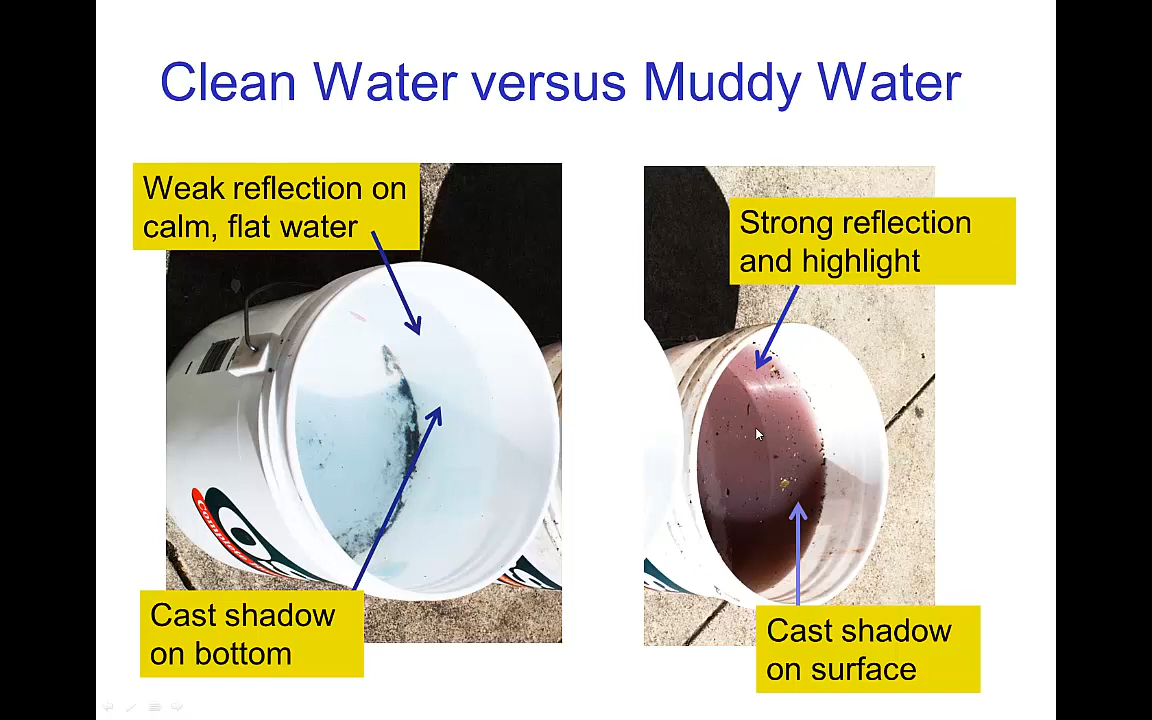 Clean Water versus Muddy Water
Weak reflection on
calm, flat water
Strong reflection
and highlight
Complete
Cast shadow
on bottom
Cast shadow
on surface